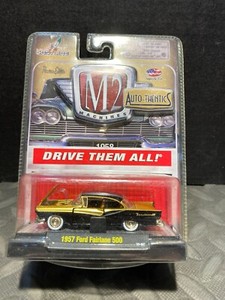 M2
MACHINES
AUTO-THENTICS
1958
DRIVE THEM ALL!
1957 Ford Fairlane 500